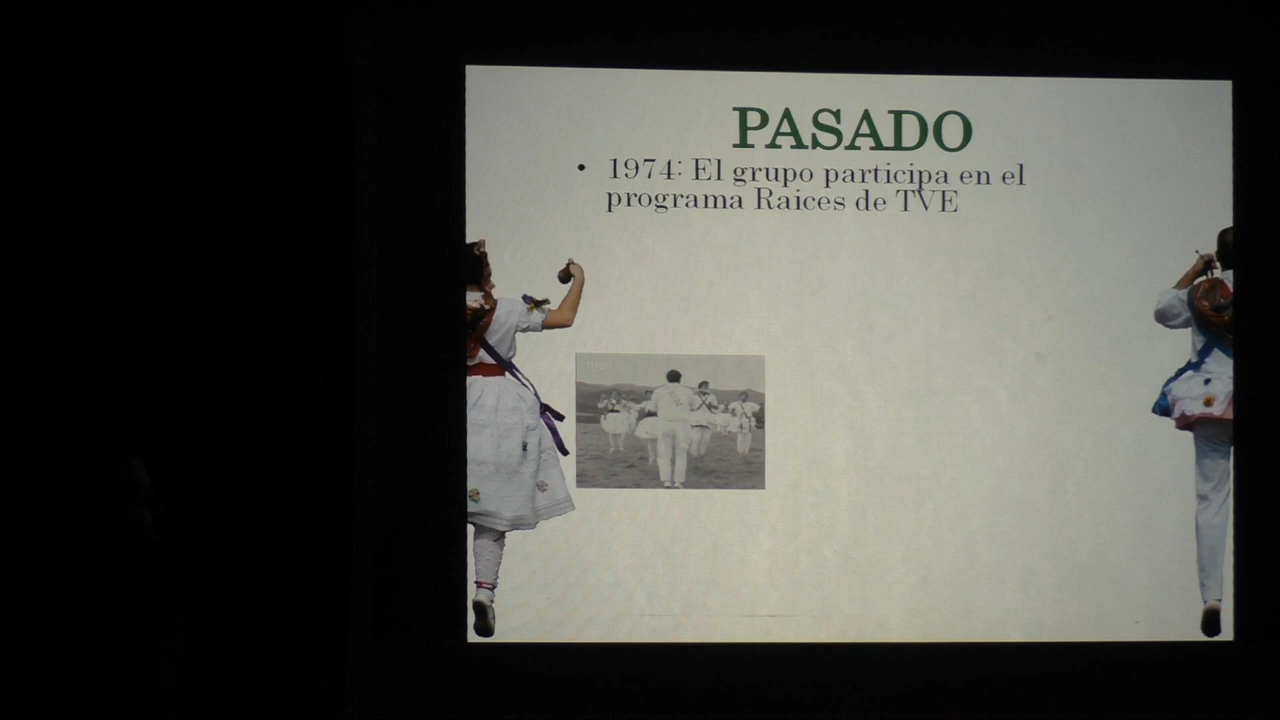 PASADO
• 1974: El grupo participa en el
programa Raices de TVE